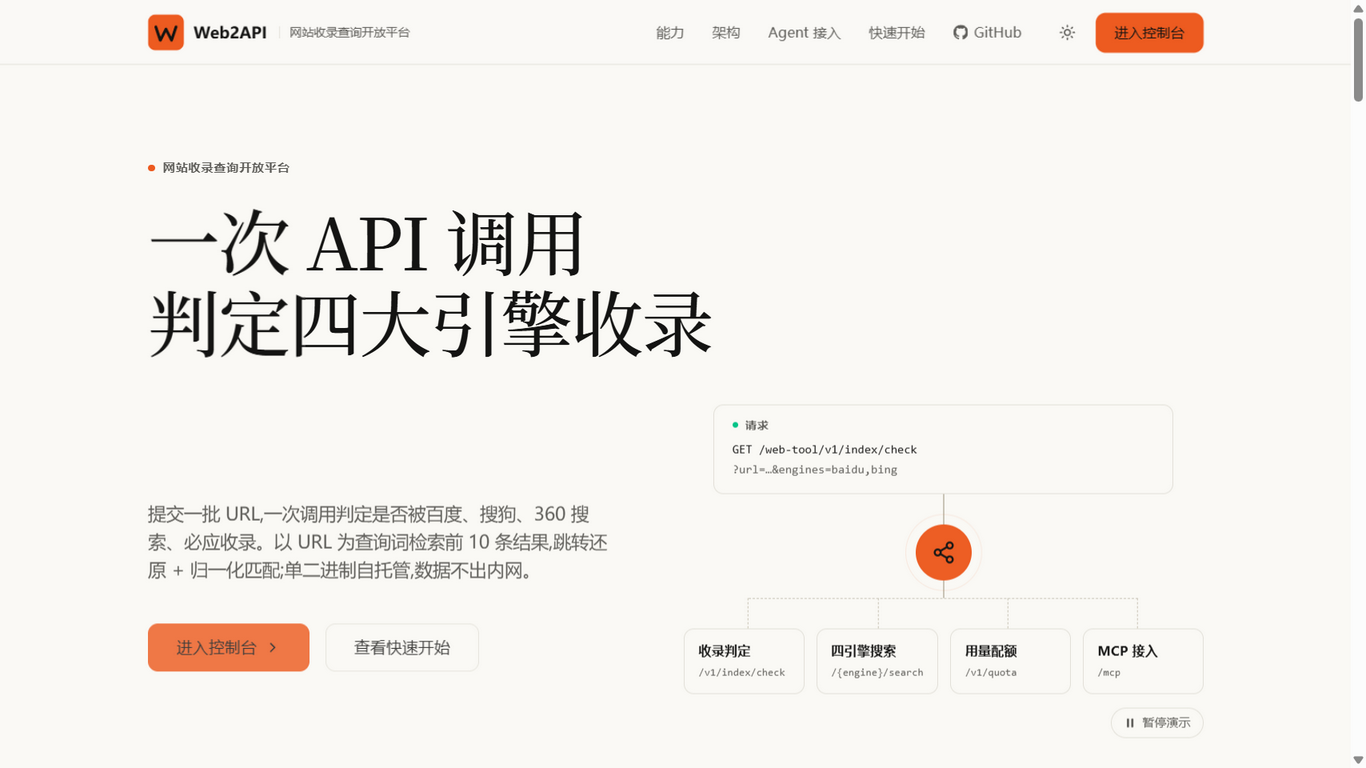 W Web2API 网站收录查询开放平台 能力 架构 Agent 接入 快速开始 GitHub 进入控制台
网站收录查询开放平台
一次 API 调用
判定四大引擎收录
请求
GET /web-tool/v1/index/check
?url=…&engines=baidu,bing
提交一批 URL,一次调用判定是否被百度、搜狗、360 搜
索、必应收录。以 URL 为查询词检索前 10 条结果,跳转还
原 + 归一化匹配;单二进制自托管,数据不出内网。
进入控制台 查看快速开始
收录判定
/v1/index/check
四引擎搜索
/{engine}/search
用量配额
/v1/quota
MCP 接入
/mcp
暂停演示